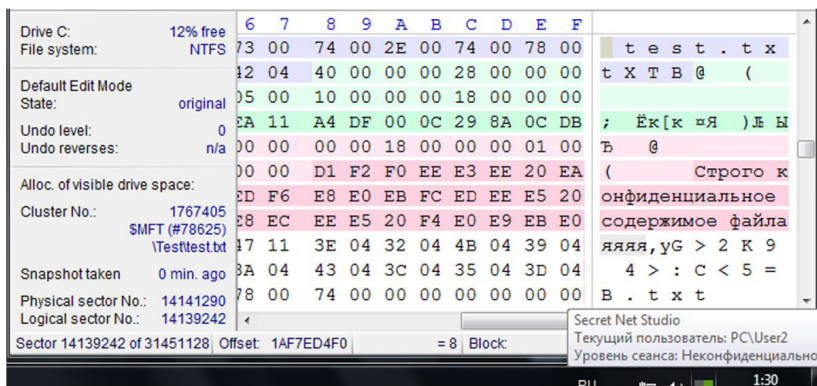 6 7 8 9 A B C D E F
Drive C: 12% free
File system: NTFS
Default Edit Mode
State: original
Undo level: 0
Undo reverses: n/a
Alloc. of visible drive space:
Cluster No.: 1767405
$MFT (#78625)
\Test\test.txt
Snapshot taken 0 min. ago
Physical sector No.: 14141290
Logical sector No.: 14139242
73 00 74 00 2E 00 74 00 78 00 t e s t . t x
42 04 40 00 00 00 28 00 00 00 t X T B @ (
05 00 10 00 00 00 18 00 00 00
EA 11 A4 DF 00 0C 29 8A 0C DB ; Ёк[к ¤Я )Љ Ы
00 00 00 00 18 00 00 00 01 00 Ђ @
00 00 D1 F2 F0 EE E3 EE 20 EA ( Строго к
ED F6 E8 E0 EB FC ED EE E5 20 онфиденциальное
E8 EC EE E5 20 F4 E0 E9 EB E0 содержимое файла
47 11 3E 04 32 04 4B 04 39 04 яяяя‚yG > 2 K 9
3A 04 43 04 3C 04 35 04 3D 04 4 > : C < 5 =
78 00 74 00 00 00 00 00 00 00 B . t x t
Sector 14139242 of 31451128 Offset: 1AF7ED4F0 = 8 Block:
Secret Net Studio
Текущий пользователь: PC\User2
Уровень сеанса: Неконфиденциально
RU 1:30